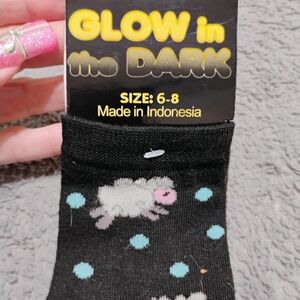 GLOW in
the DARK
SIZE: 6-8
Made in Indonesia